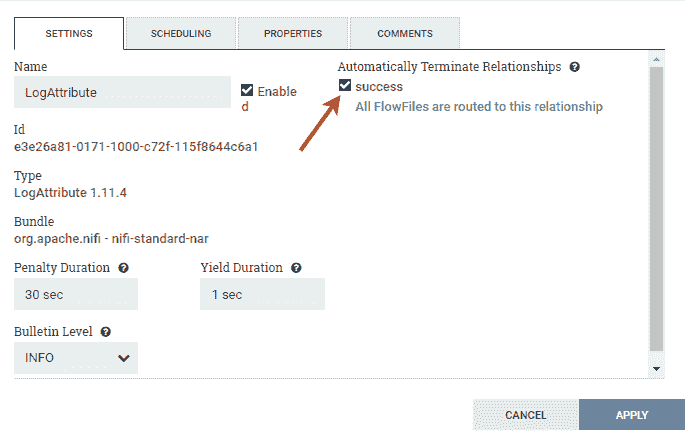 SETTINGS
SCHEDULING
PROPERTIES
COMMENTS
Name
LogAttribute
Enable
d
Automatically Terminate Relationships
success
All FlowFiles are routed to this relationship
Id
e3e26a81-0171-1000-c72f-115f8644c6a1
Type
LogAttribute 1.11.4
Bundle
org.apache.nifi - nifi-standard-nar
Penalty Duration
Yield Duration
30 sec
1 sec
Bulletin Level
INFO
CANCEL
APPLY